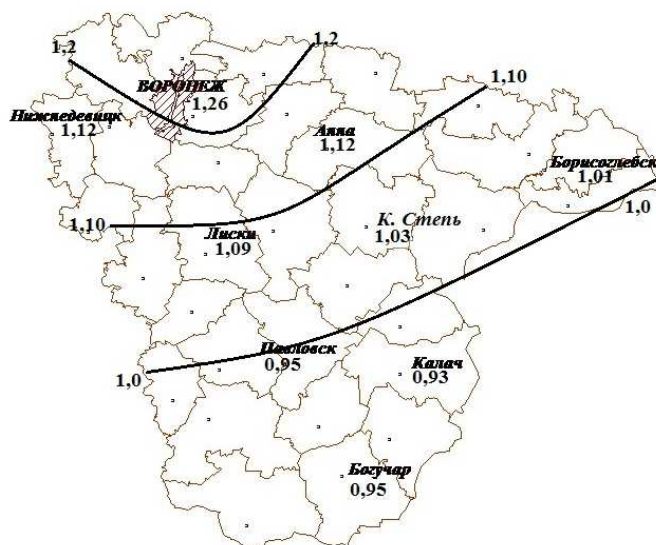 1,2
1,2
ВОРОНЕЖ
1,26
1,10
Нижнедевицк
1,12
Анна
1,12
Борисоглебск
1,01
1,0
1,10
К. Степь
1,03
Лиски
1,09
Павловск
0,95
Калач
0,93
1,0
Богучар
0,95